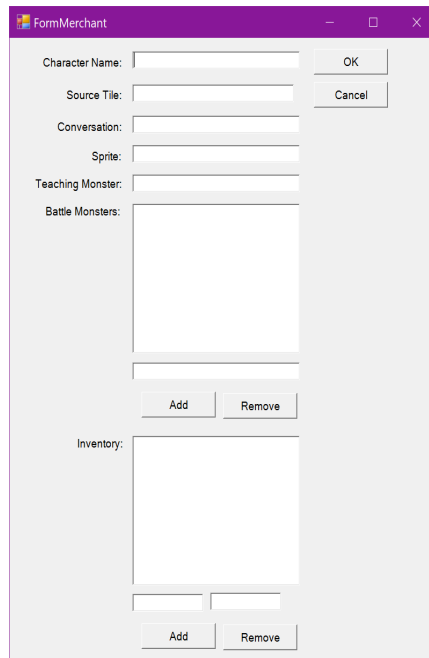 FormMerchant
Character Name:
OK
Source Tile:
Cancel
Conversation:
Sprite:
Teaching Monster:
Battle Monsters:
Add
Remove
Inventory:
Add
Remove